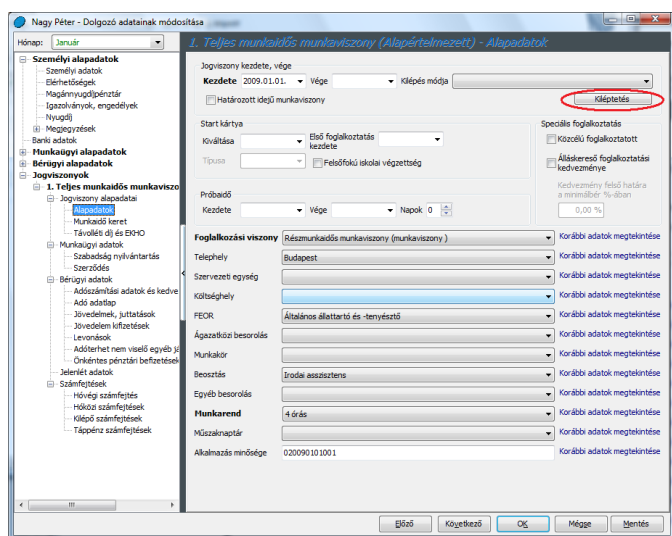 Nagy Péter - Dolgozó adatainak módosítása
Hónap: Január
Személyi alapadatok
Személyi adatok
Elérhetőségek
Magánnyugdíjpénztár
Igazolványok, engedélyek
Nyugdíj
Megjegyzések
Banki adatok
Munkaügyi alapadatok
Bérügyi alapadatok
Jogviszonyok
1. Teljes munkaidős munkaviszo
Jogviszony alapadatai
Alapadatok
Munkaidő keret
Távolléti díj és EKHO
Munkaügyi adatok
Szabadság nyilvántartás
Szerződés
Bérügyi adatok
Adószámítási adatok és kedve
Adó adatlap
Jövedelmek, juttatások
Jövedelem kifizetések
Levonások
Adóterhet nem viselő egyéb já
Önkéntes pénztári befizetések
Jelenlét adatok
Számfejtések
Hóvégi számfejtés
Hóközi számfejtések
Kilépő számfejtések
Táppénz számfejtések
1. Teljes munkaidős munkaviszony (Alapértelmezett) - Alapadatok
Jogviszony kezdete, vége
Kezdete 2009.01.01. Vége Kilépés módja
Határozott idejű munkaviszony Kiléptetés
Start kártya
Kiváltása Első foglalkoztatás kezdete
Típusa Felsőfokú iskolai végzettség
Speciális foglalkoztatás
Közcélú foglalkoztatott
Álláskereső foglalkoztatási
kedvezménye
Kedvezmény felső határa
a minimálbér %-ában
0,00 %
Próbaidő
Kezdete Vége Napok 0
Foglalkozási viszony Részmunkaidős munkaviszony (munkaviszony ) Korábbi adatok megtekintése
Telephely Budapest Korábbi adatok megtekintése
Szervezeti egység Korábbi adatok megtekintése
Költséghely Korábbi adatok megtekintése
FEOR Általános állattartó és -tenyésztő Korábbi adatok megtekintése
Ágazatközi besorolás Korábbi adatok megtekintése
Munkakör Korábbi adatok megtekintése
Beosztás Irodai asszisztens Korábbi adatok megtekintése
Egyéb besorolás Korábbi adatok megtekintése
Munkarend 4 órás Korábbi adatok megtekintése
Műszaknaptár Korábbi adatok megtekintése
Alkalmazás minősége 020090101001 Korábbi adatok megtekintése
Előző Következő OK Mégse Mentés